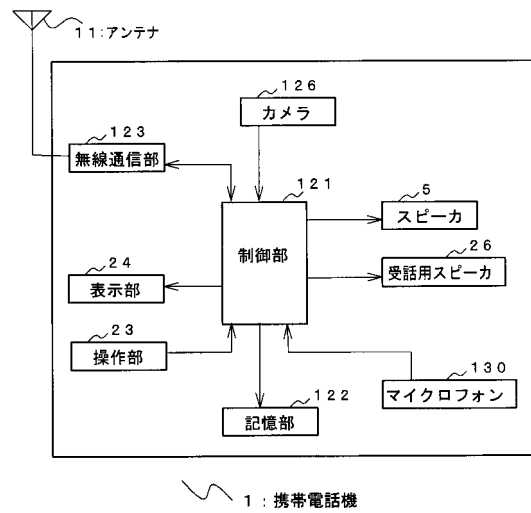 11:アンテナ
126
カメラ
123
無線通信部
121
制御部
5
スピーカ
24
表示部
26
受話用スピーカ
23
操作部
130
マイクロフォン
122
記憶部
1:携帯電話機